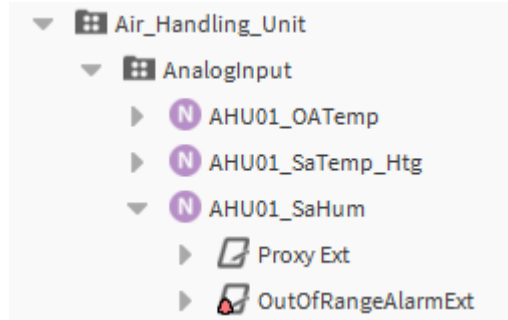 Air_Handling_Unit
AnalogInput
N AHU01_OATemp
N AHU01_SaTemp_Htg
N AHU01_SaHum
Proxy Ext
OutOfRangeAlarmExt